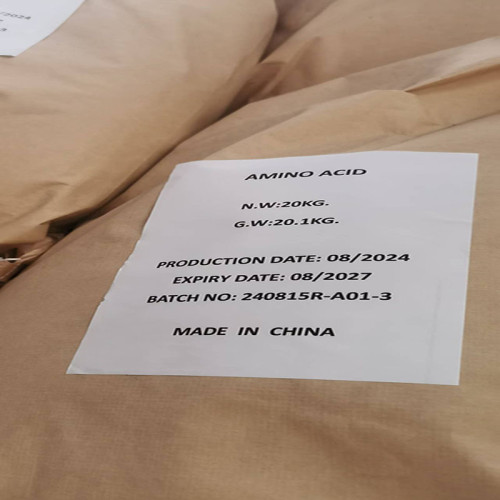 /2024
AMINO ACID
N.W:20KG.
G.W:20.1KG.
PRODUCTION DATE: 08/2024
EXPIRY DATE: 08/2027
BATCH NO: 240815R-A01-3
MADE IN CHINA